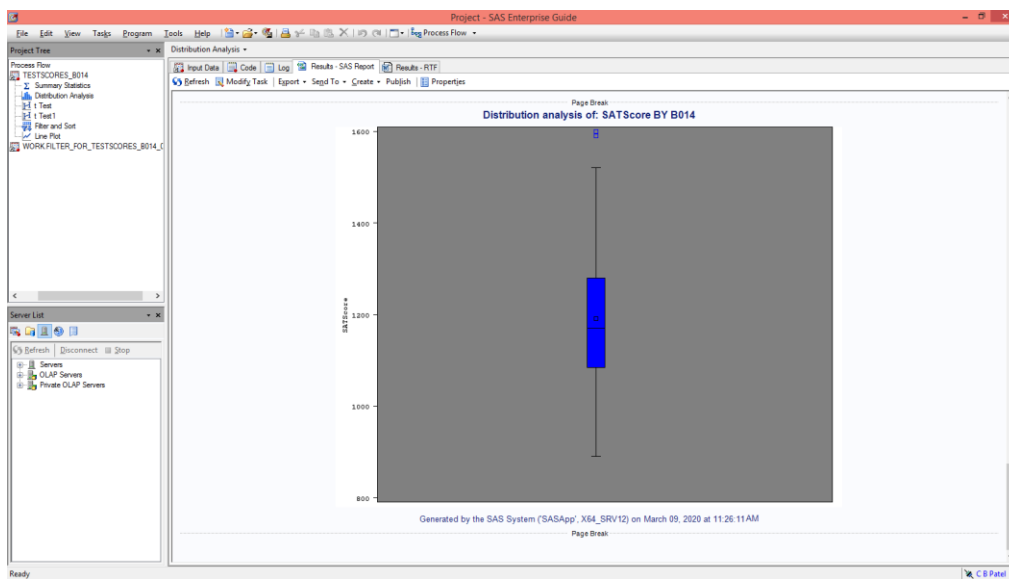 Project - SAS Enterprise Guide
File Edit View Tasks Program Tools Help Process Flow
Project Tree
Process Flow
TESTSCORES_B014
Summary Statistics
Distribution Analysis
t Test
t Test1
Filter and Sort
Line Plot
WORK.FILTER_FOR_TESTSCORES_B014_
Server List
Refresh Disconnect Stop
Servers
OLAP Servers
Private OLAP Servers
Distribution Analysis
Input Data Code Log Results - SAS Report Results - RTF
Refresh Modify Task Export Send To Create Publish Properties
Page Break
Distribution analysis of: SATScore BY B014
1600
1400
1200
1000
800
SATScore
Generated by the SAS System ('SASApp', X64_SRV12) on March 09, 2020 at 11:26:11 AM
Page Break
Ready
C B Patel